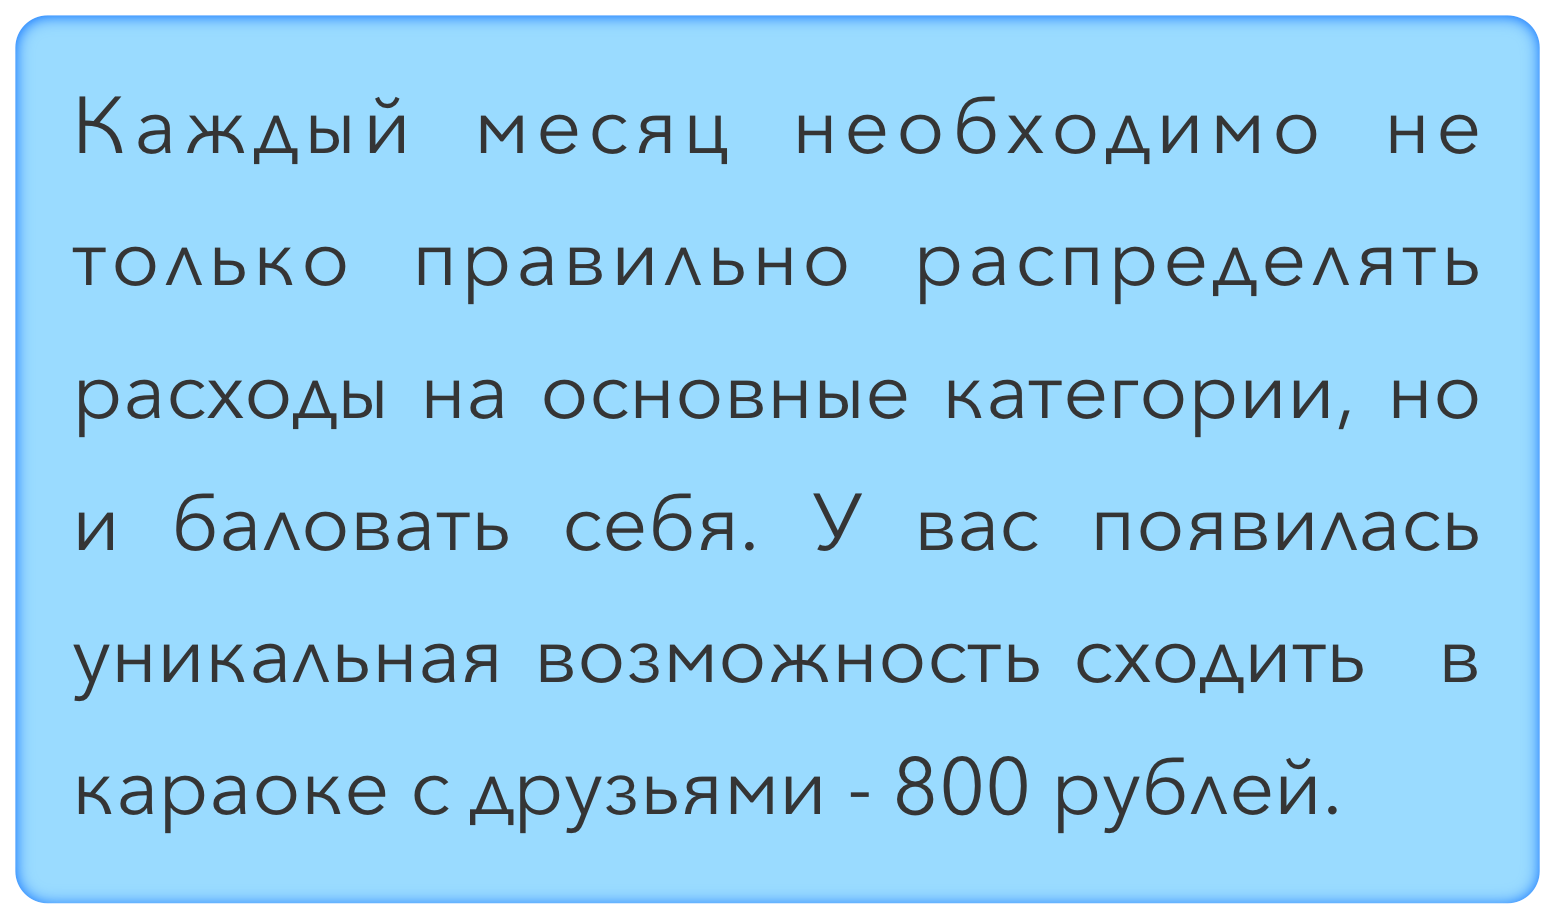 Каждый месяц необходимо не
только правильно распределять
расходы на основные категории, но
и баловать себя. У вас появилась
уникальная возможность сходить в
караоке с друзьями - 800 рублей.